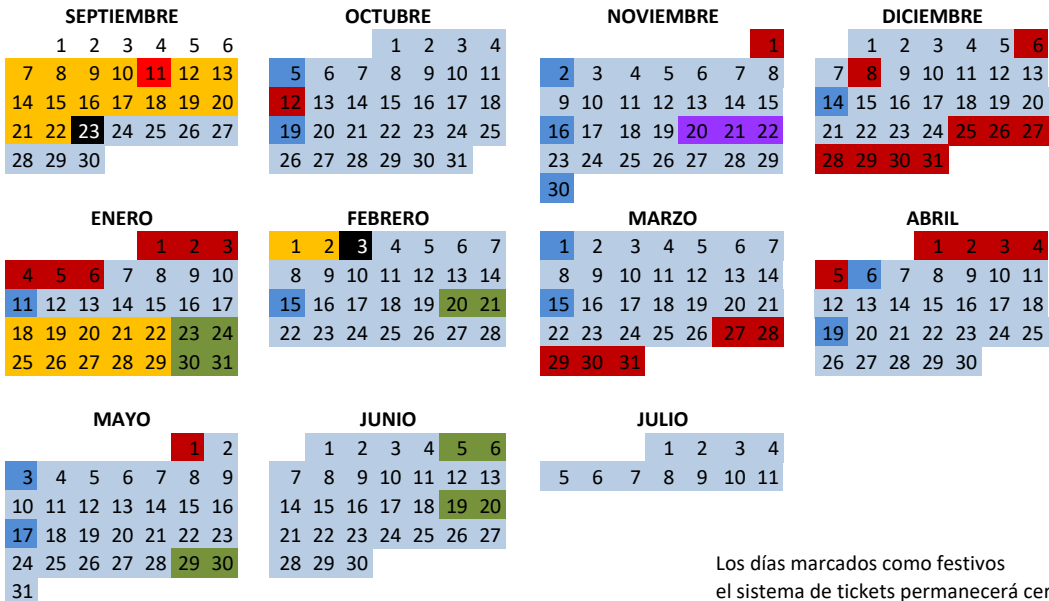 SEPTIEMBRE OCTUBRE NOVIEMBRE DICIEMBRE
1 2 3 4 5 6 1 2 3 4 1 1 2 3 4 5 6
7 8 9 10 11 12 13 5 6 7 8 9 10 11 2 3 4 5 6 7 8 7 8 9 10 11 12 13
14 15 16 17 18 19 20 12 13 14 15 16 17 18 9 10 11 12 13 14 15 14 15 16 17 18 19 20
21 22 23 24 25 26 27 19 20 21 22 23 24 25 16 17 18 19 20 21 22 21 22 23 24 25 26 27
28 29 30 26 27 28 29 30 31 23 24 25 26 27 28 29 28 29 30 31
30
ENERO FEBRERO MARZO ABRIL
1 2 3 1 2 3 4 5 6 7 1 2 3 4 5 6 7 1 2 3 4
4 5 6 7 8 9 10 8 9 10 11 12 13 14 8 9 10 11 12 13 14 5 6 7 8 9 10 11
11 12 13 14 15 16 17 15 16 17 18 19 20 21 15 16 17 18 19 20 21 12 13 14 15 16 17 18
18 19 20 21 22 23 24 22 23 24 25 26 27 28 22 23 24 25 26 27 28 19 20 21 22 23 24 25
25 26 27 28 29 30 31 29 30 31 26 27 28 29 30
MAYO JUNIO JULIO
1 2 1 2 3 4 5 6 1 2 3 4
3 4 5 6 7 8 9 7 8 9 10 11 12 13 5 6 7 8 9 10 11
10 11 12 13 14 15 16 14 15 16 17 18 19 20
17 18 19 20 21 22 23 21 22 23 24 25 26 27
24 25 26 27 28 29 30 28 29 30
31
Los días marcados como festivos
el sistema de tickets permanecerá cer